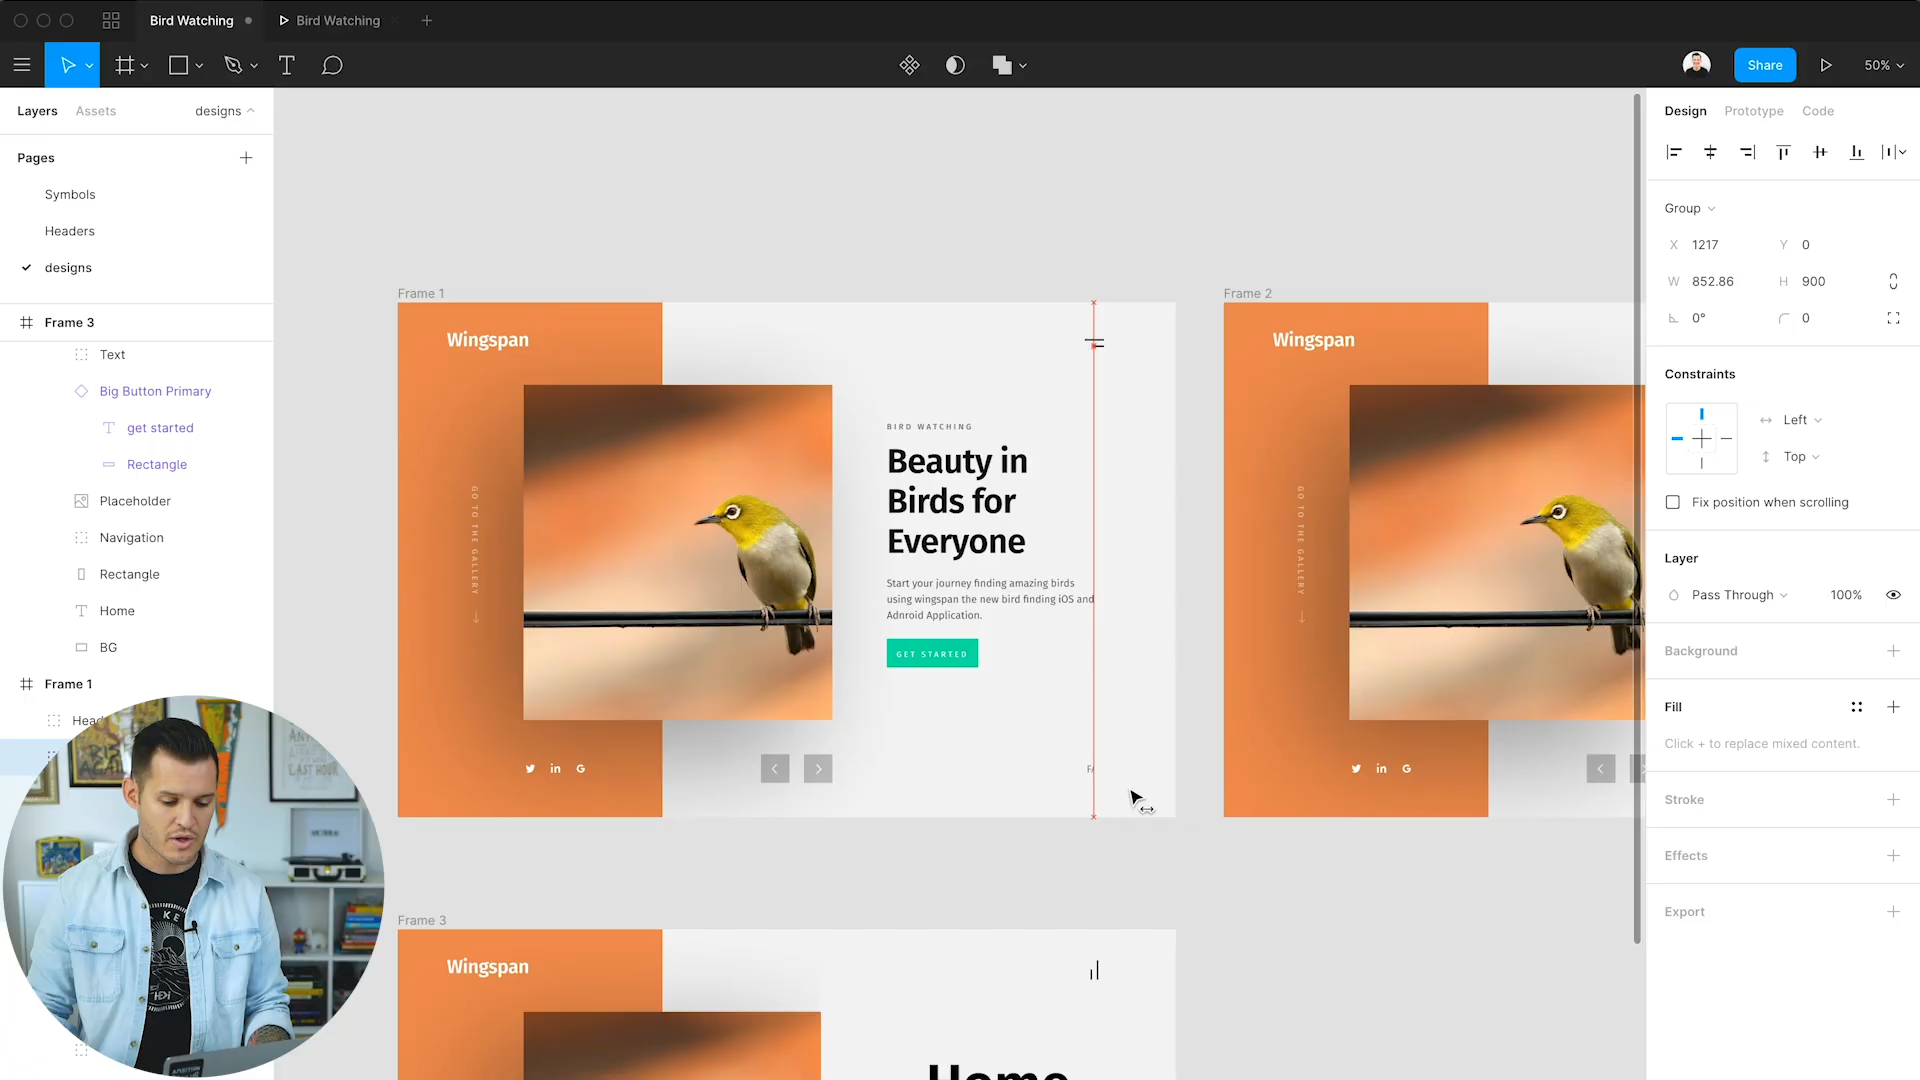 Bird Watching
Bird Watching
Share
50%
Layers
Assets
designs
Pages
Symbols
Headers
designs
Frame 3
Text
Big Button Primary
get started
Rectangle
Placeholder
Navigation
Rectangle
Home
BG
Frame 1
Frame 1
Wingspan
GO TO THE GALLERY
BIRD WATCHING
Beauty in
Birds for
Everyone
Start your journey finding amazing birds
using wingspan the new bird finding iOS and
Adnroid Application.
GET STARTED
in
G
Frame 2
Wingspan
GO TO THE GALLERY
in
G
Frame 3
Wingspan
Home
Design
Prototype
Code
Group
X 1217 Y 0
W 852.86 H 900
0° 0
Constraints
Left
Top
Fix position when scrolling
Layer
Pass Through 100%
Background
Fill
Click + to replace mixed content.
Stroke
Effects
Export